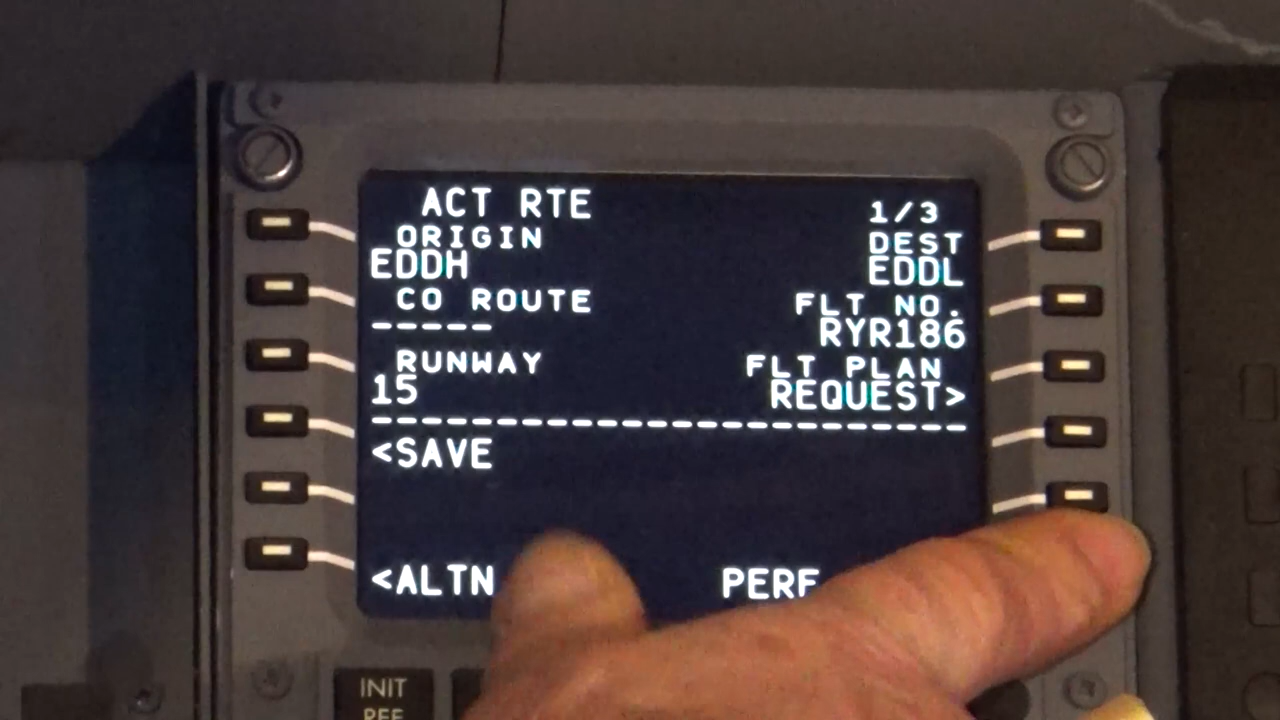 ACT RTE 1/3
ORIGIN DEST
EDDH EDDL
CO ROUTE FLT NO.
----- RYR186
RUNWAY FLT PLAN
15 REQUEST>
------------------------
<SAVE
<ALTN PERF
INIT
REF